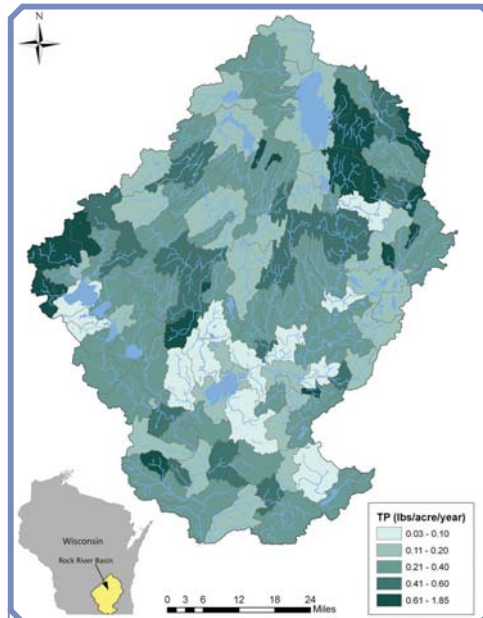 N
Wisconsin
Rock River Basin
0 3 6 12 18 24
Miles
TP (lbs/acre/year)
0.03 - 0.10
0.11 - 0.20
0.21 - 0.40
0.41 - 0.60
0.61 - 1.85